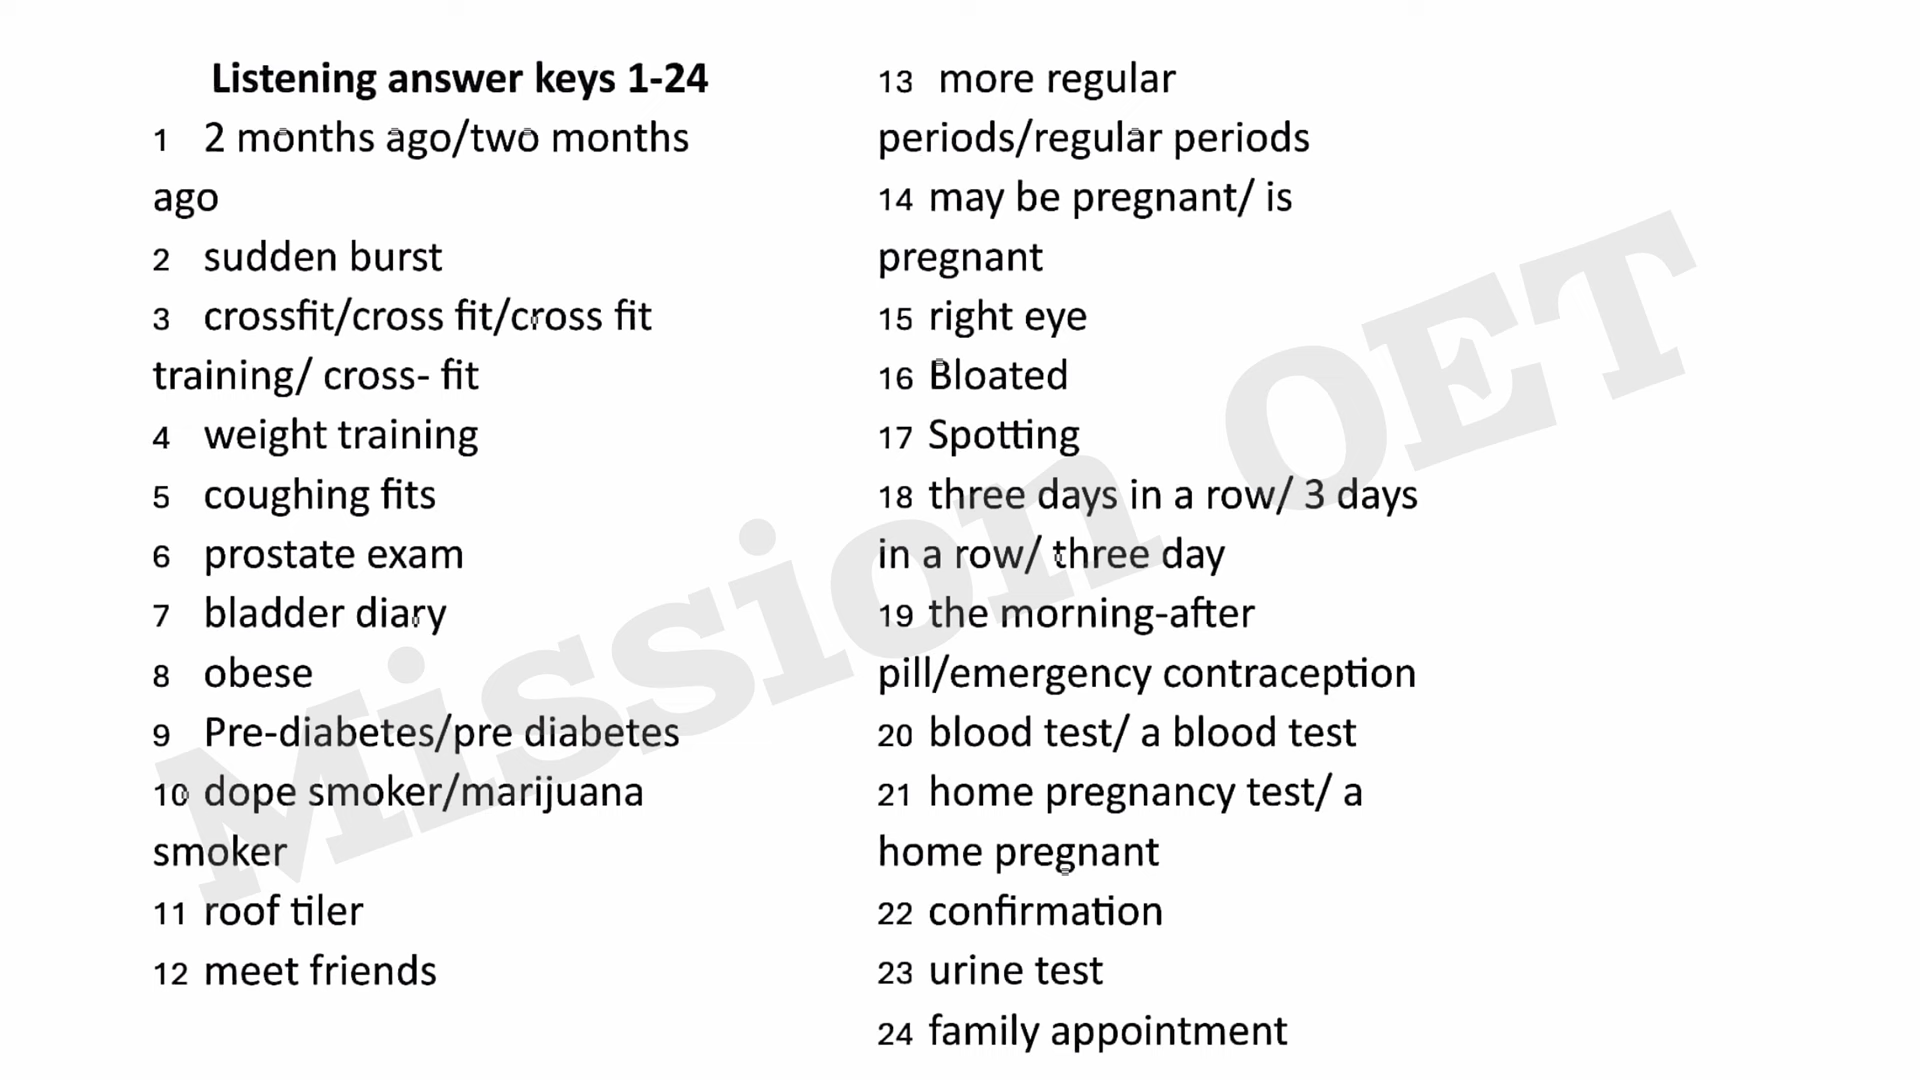 Listening answer keys 1-24
1 2 months ago/two months
ago
2 sudden burst
3 crossfit/cross fit/cross fit
training/ cross- fit
4 weight training
5 coughing fits
6 prostate exam
7 bladder diary
8 obese
9 Pre-diabetes/pre diabetes
10 dope smoker/marijuana
smoker
11 roof tiler
12 meet friends
13 more regular
periods/regular periods
14 may be pregnant/ is
pregnant
15 right eye
16 Bloated
17 Spotting
18 three days in a row/ 3 days
in a row/ three day
19 the morning-after
pill/emergency contraception
20 blood test/ a blood test
21 home pregnancy test/ a
home pregnant
22 confirmation
23 urine test
24 family appointment
Mission OET